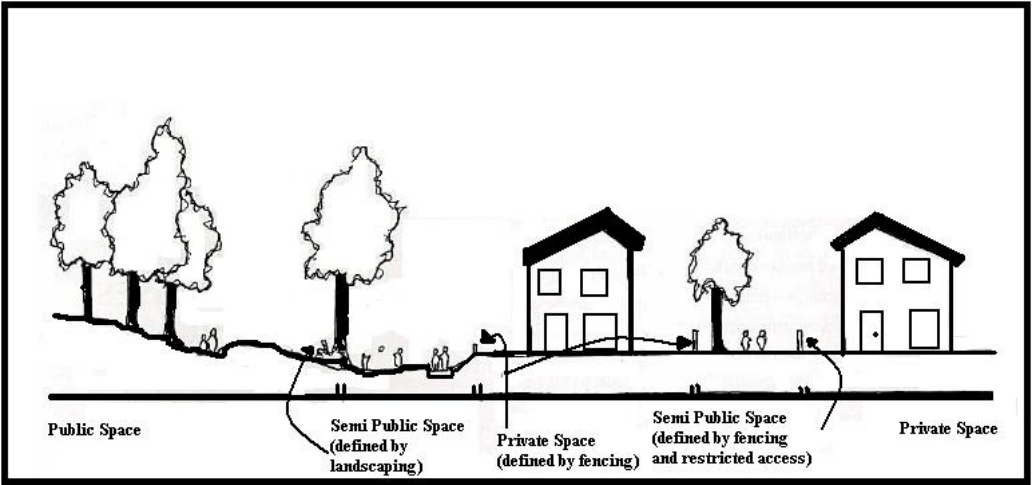 Public Space
Semi Public Space
(defined by
landscaping)
Private Space
(defined by fencing)
Semi Public Space
(defined by fencing
and restricted access)
Private Space